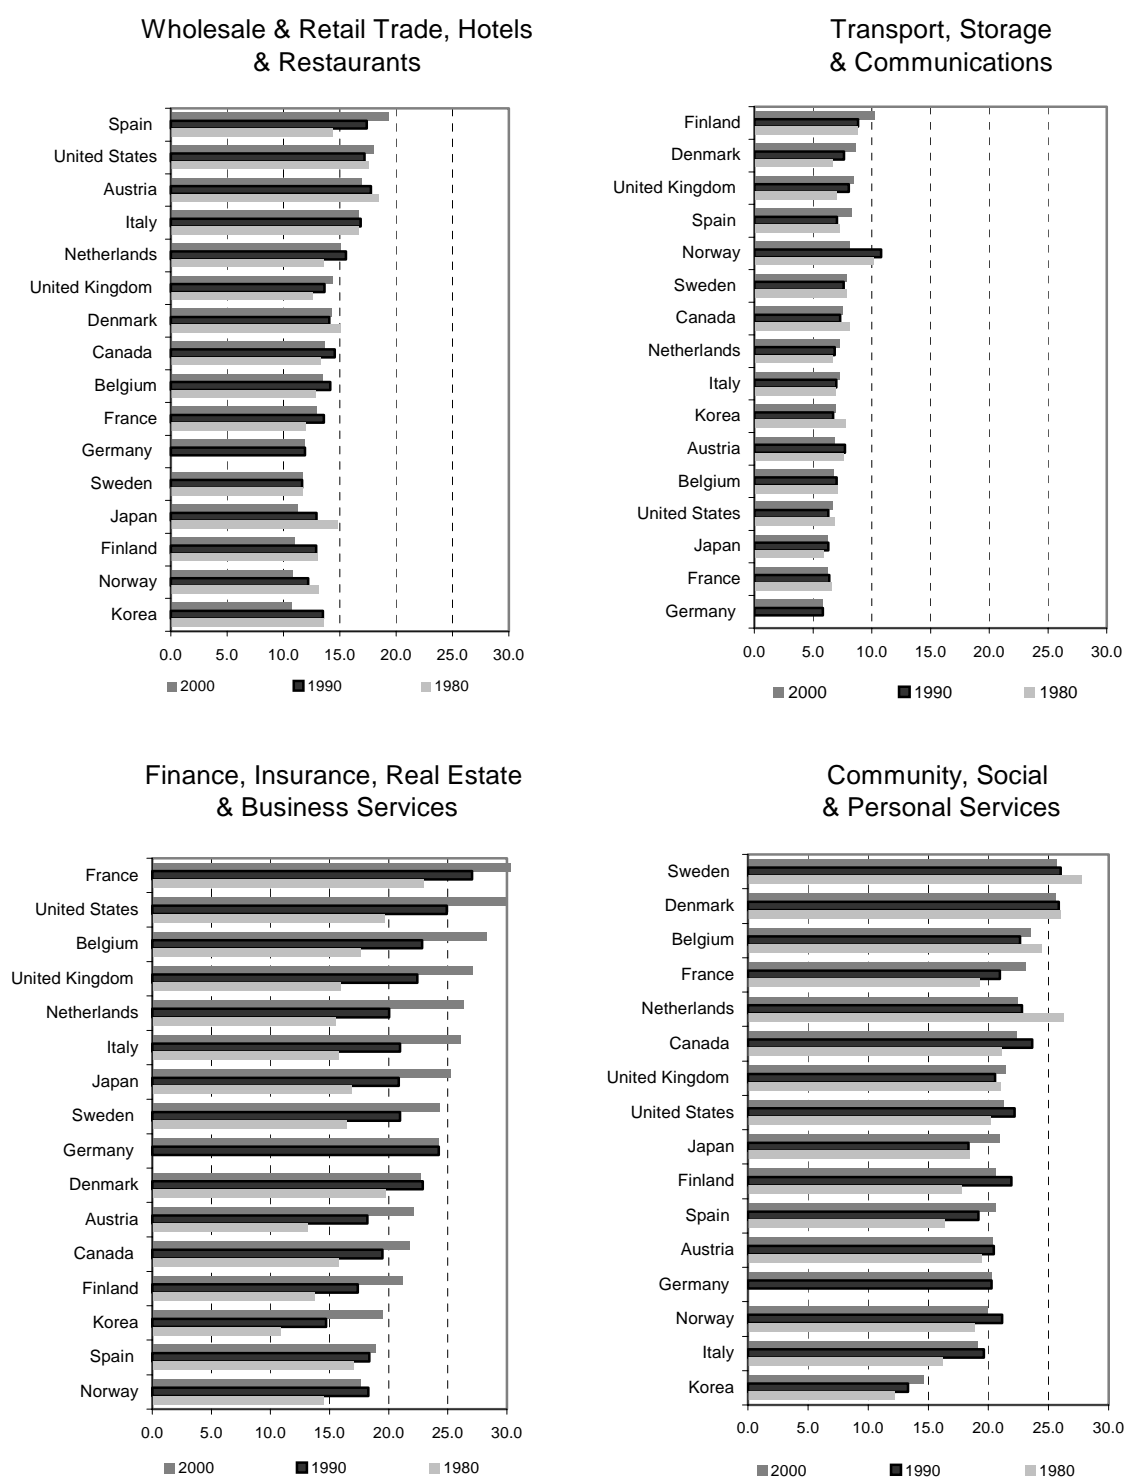 Wholesale & Retail Trade, Hotels
& Restaurants
Spain
United States
Austria
Italy
Netherlands
United Kingdom
Denmark
Canada
Belgium
France
Germany
Sweden
Japan
Finland
Norway
Korea
0.0 5.0 10.0 15.0 20.0 25.0 30.0
2000 1990 1980
Transport, Storage
& Communications
Finland
Denmark
United Kingdom
Spain
Norway
Sweden
Canada
Netherlands
Italy
Korea
Austria
Belgium
United States
Japan
France
Germany
0.0 5.0 10.0 15.0 20.0 25.0 30.0
2000 1990 1980
Finance, Insurance, Real Estate
& Business Services
France
United States
Belgium
United Kingdom
Netherlands
Italy
Japan
Sweden
Germany
Denmark
Austria
Canada
Finland
Korea
Spain
Norway
0.0 5.0 10.0 15.0 20.0 25.0 30.0
2000 1990 1980
Community, Social
& Personal Services
Sweden
Denmark
Belgium
France
Netherlands
Canada
United Kingdom
United States
Japan
Finland
Spain
Austria
Germany
Norway
Italy
Korea
0.0 5.0 10.0 15.0 20.0 25.0 30.0
2000 1990 1980